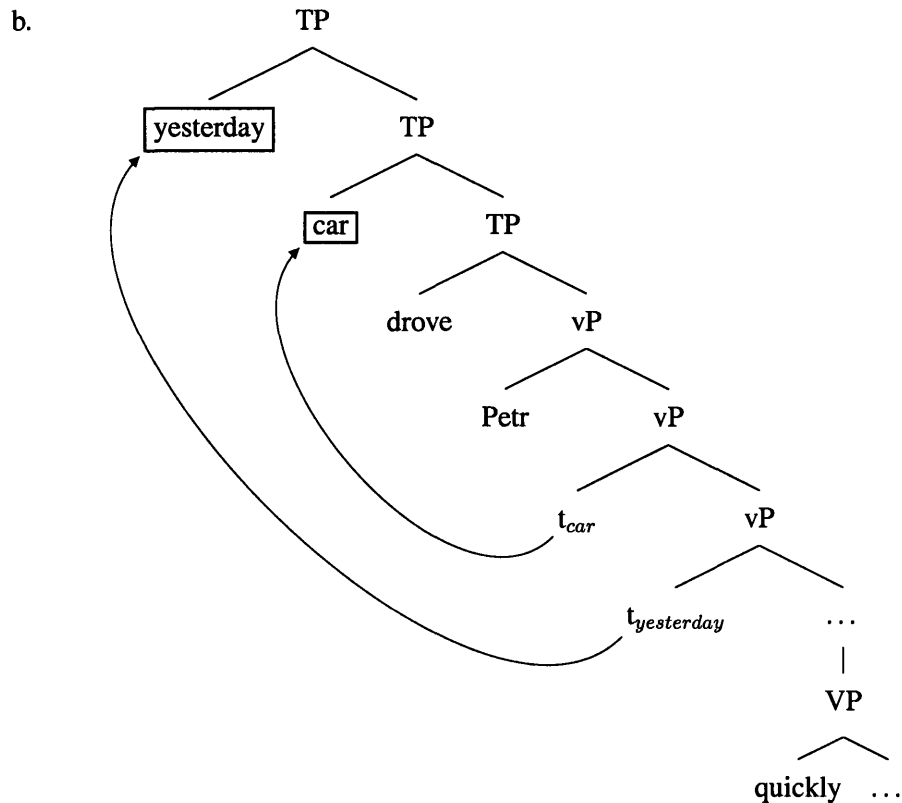 b. TP
yesterday TP
car TP
drove vP
Petr vP
t_car vP
t_yesterday ...
VP
quickly ...